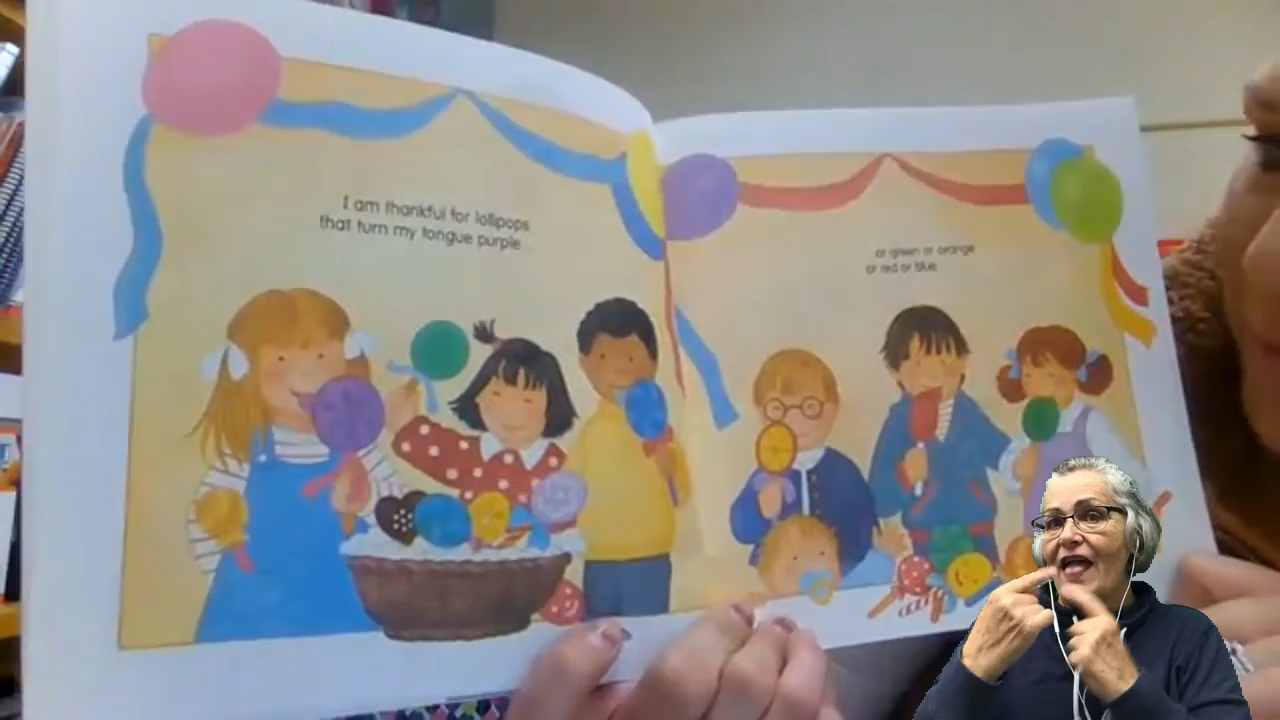 I am thankful for lollipops
that turn my tongue purple...
or green or orange
or red or blue.